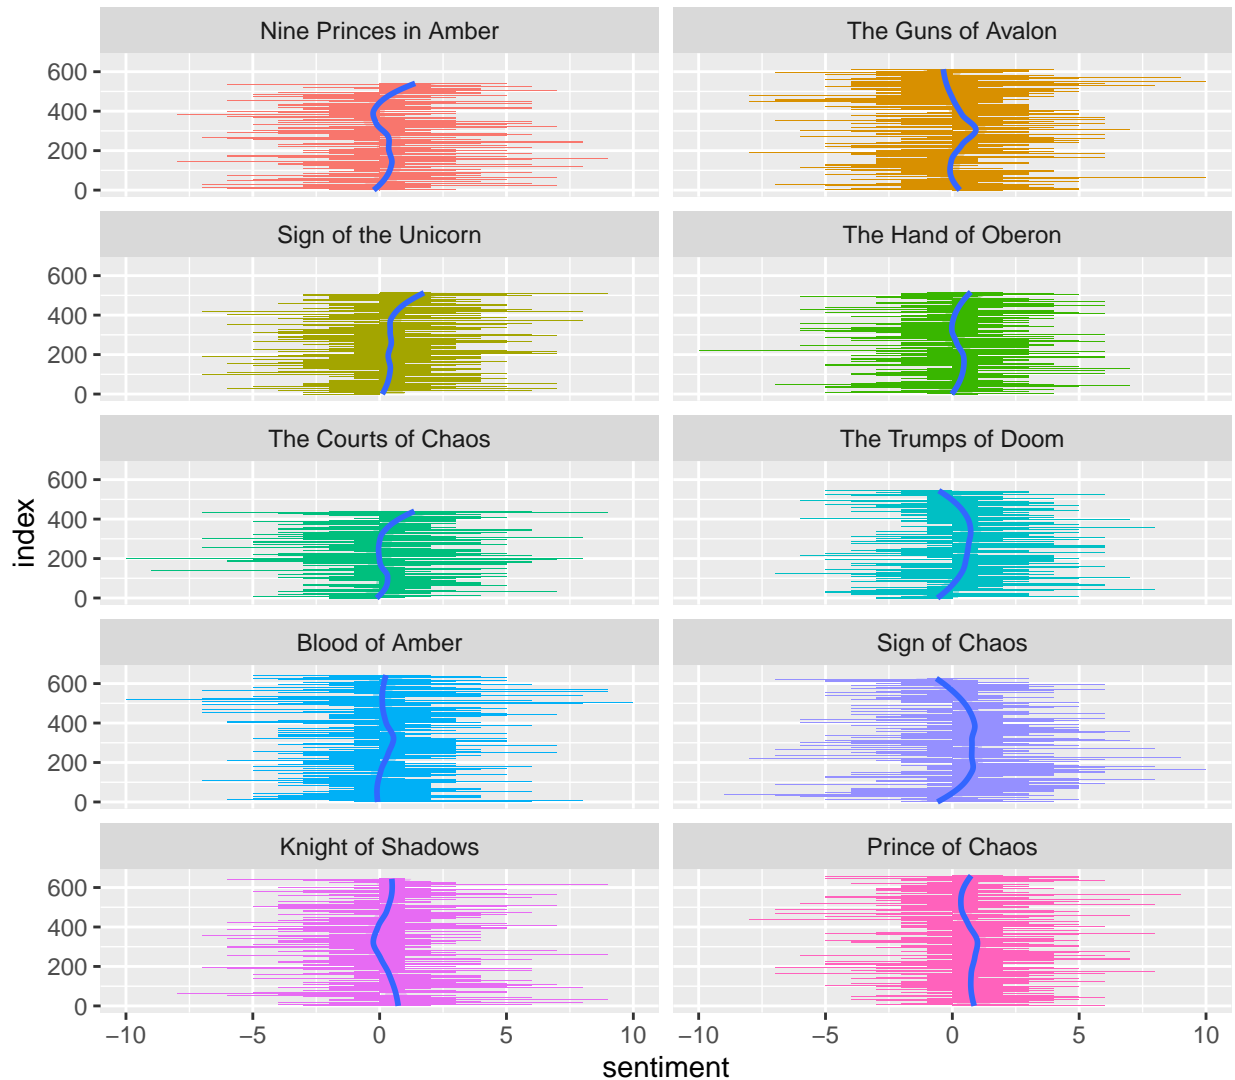 Nine Princes in Amber
The Guns of Avalon
600
400
200
0
Sign of the Unicorn
The Hand of Oberon
600
400
200
0
The Courts of Chaos
The Trumps of Doom
600
400
200
0
index
Blood of Amber
Sign of Chaos
600
400
200
0
Knight of Shadows
Prince of Chaos
600
400
200
0
−10 −5 0 5 10 −10 −5 0 5 10
sentiment